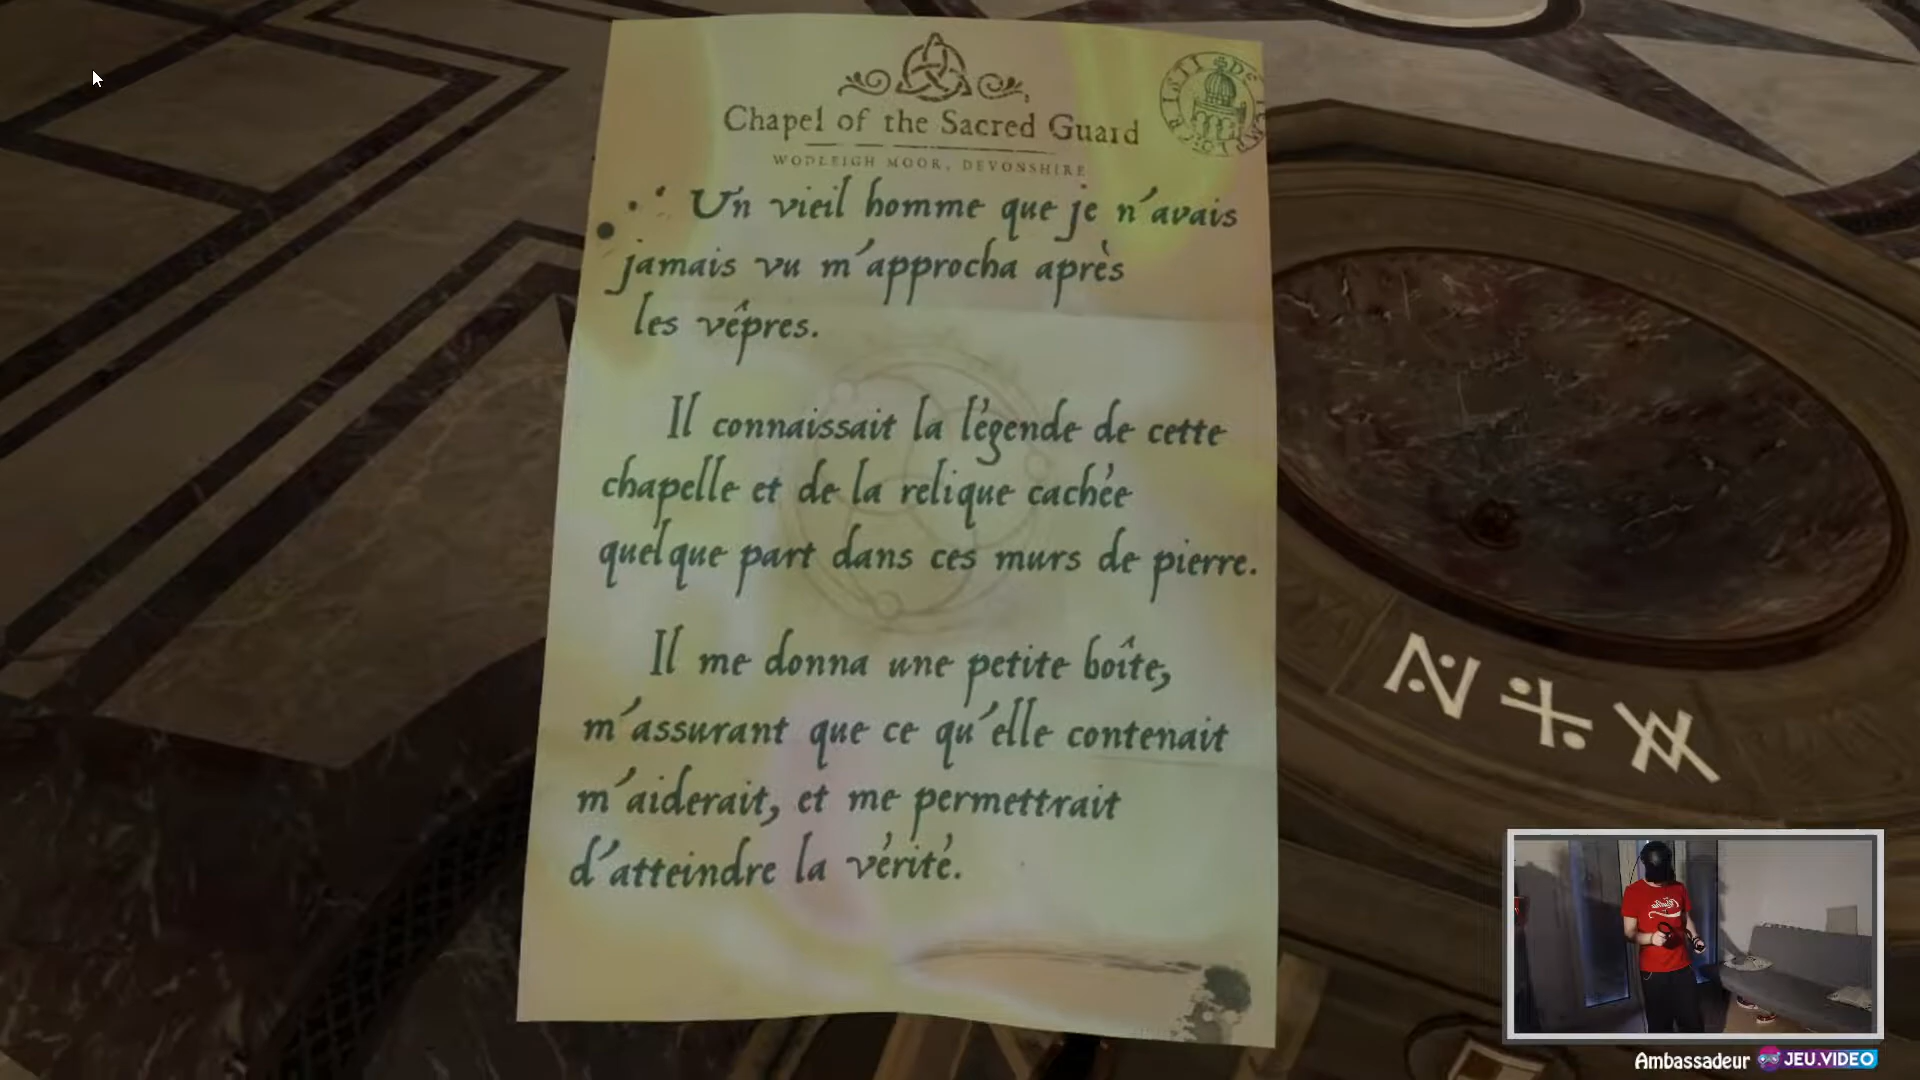 Chapel of the Sacred Guard
WODLEIGH MOOR, DEVONSHIRE
Un vieil homme que je n'avais
jamais vu m'approcha après
les vêpres.
Il connaissait la légende de cette
chapelle et de la relique cachée
quelque part dans ces murs de pierre.
Il me donna une petite boîte,
m'assurant que ce qu'elle contenait
m'aiderait, et me permettrait
d'atteindre la vérité.
Ambassadeur JEU.VIDEO